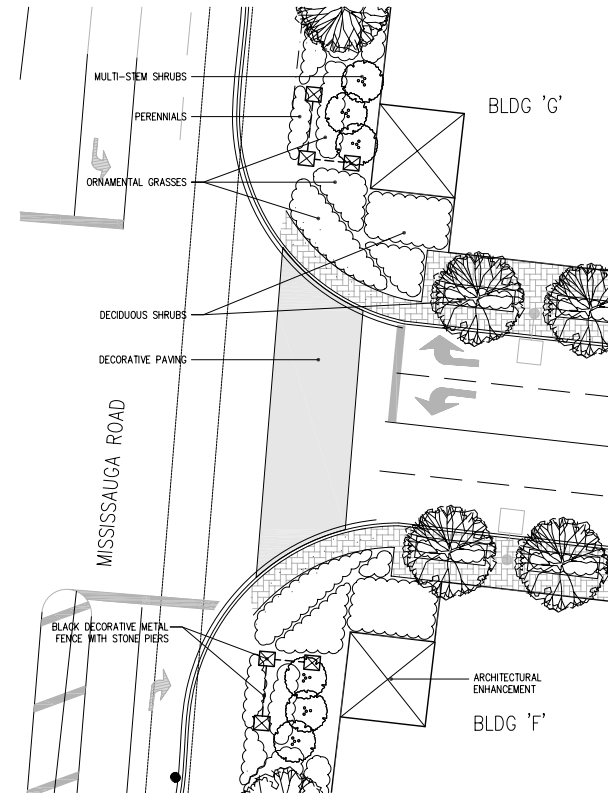 MULTI-STEM SHRUBS
BLDG 'G'
PERENNIALS
ORNAMENTAL GRASSES
DECIDUOUS SHRUBS
DECORATIVE PAVING
MISSISSAUGA ROAD
BLACK DECORATIVE METAL
FENCE WITH STONE PIERS
ARCHITECTURAL
ENHANCEMENT
BLDG 'F'